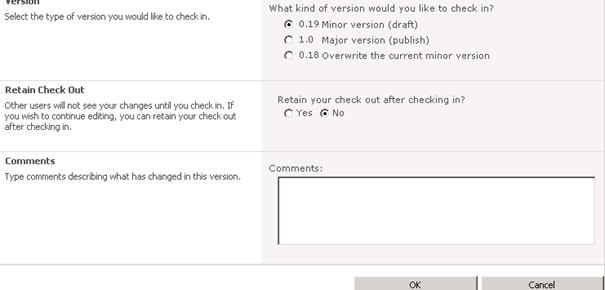 Version
Select the type of version you would like to check in.
What kind of version would you like to check in?
0.19 Minor version (draft)
1.0 Major version (publish)
0.18 Overwrite the current minor version
Retain Check Out
Other users will not see your changes until you check in. If
you wish to continue editing, you can retain your check out
after checking in.
Retain your check out after checking in?
Yes No
Comments
Type comments describing what has changed in this version.
Comments:
OK Cancel